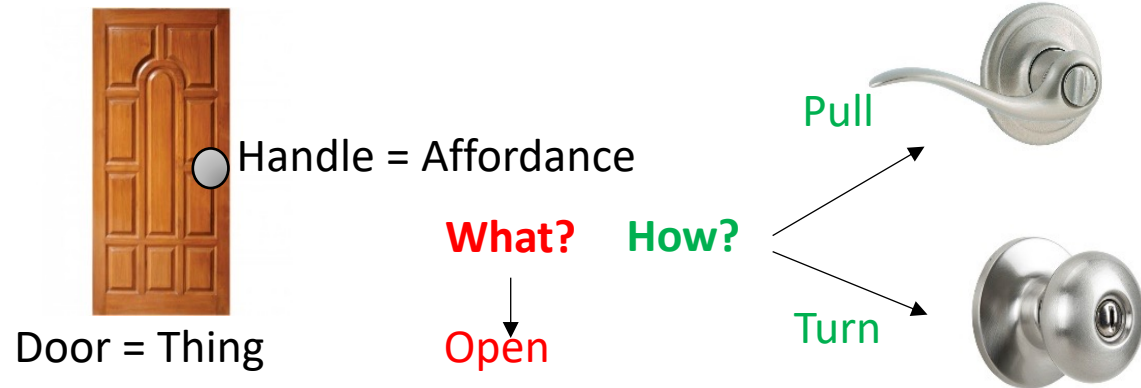 Pull
Handle = Affordance
What? How?
Turn
Door = Thing
Open